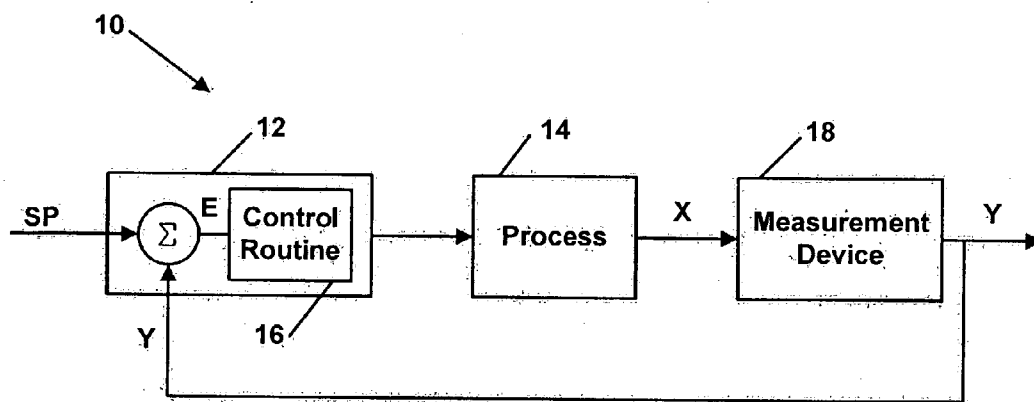 10
12
14
18
SP
Σ
E
Control
Routine
Process
X
Measurement
Device
Y
Y
16